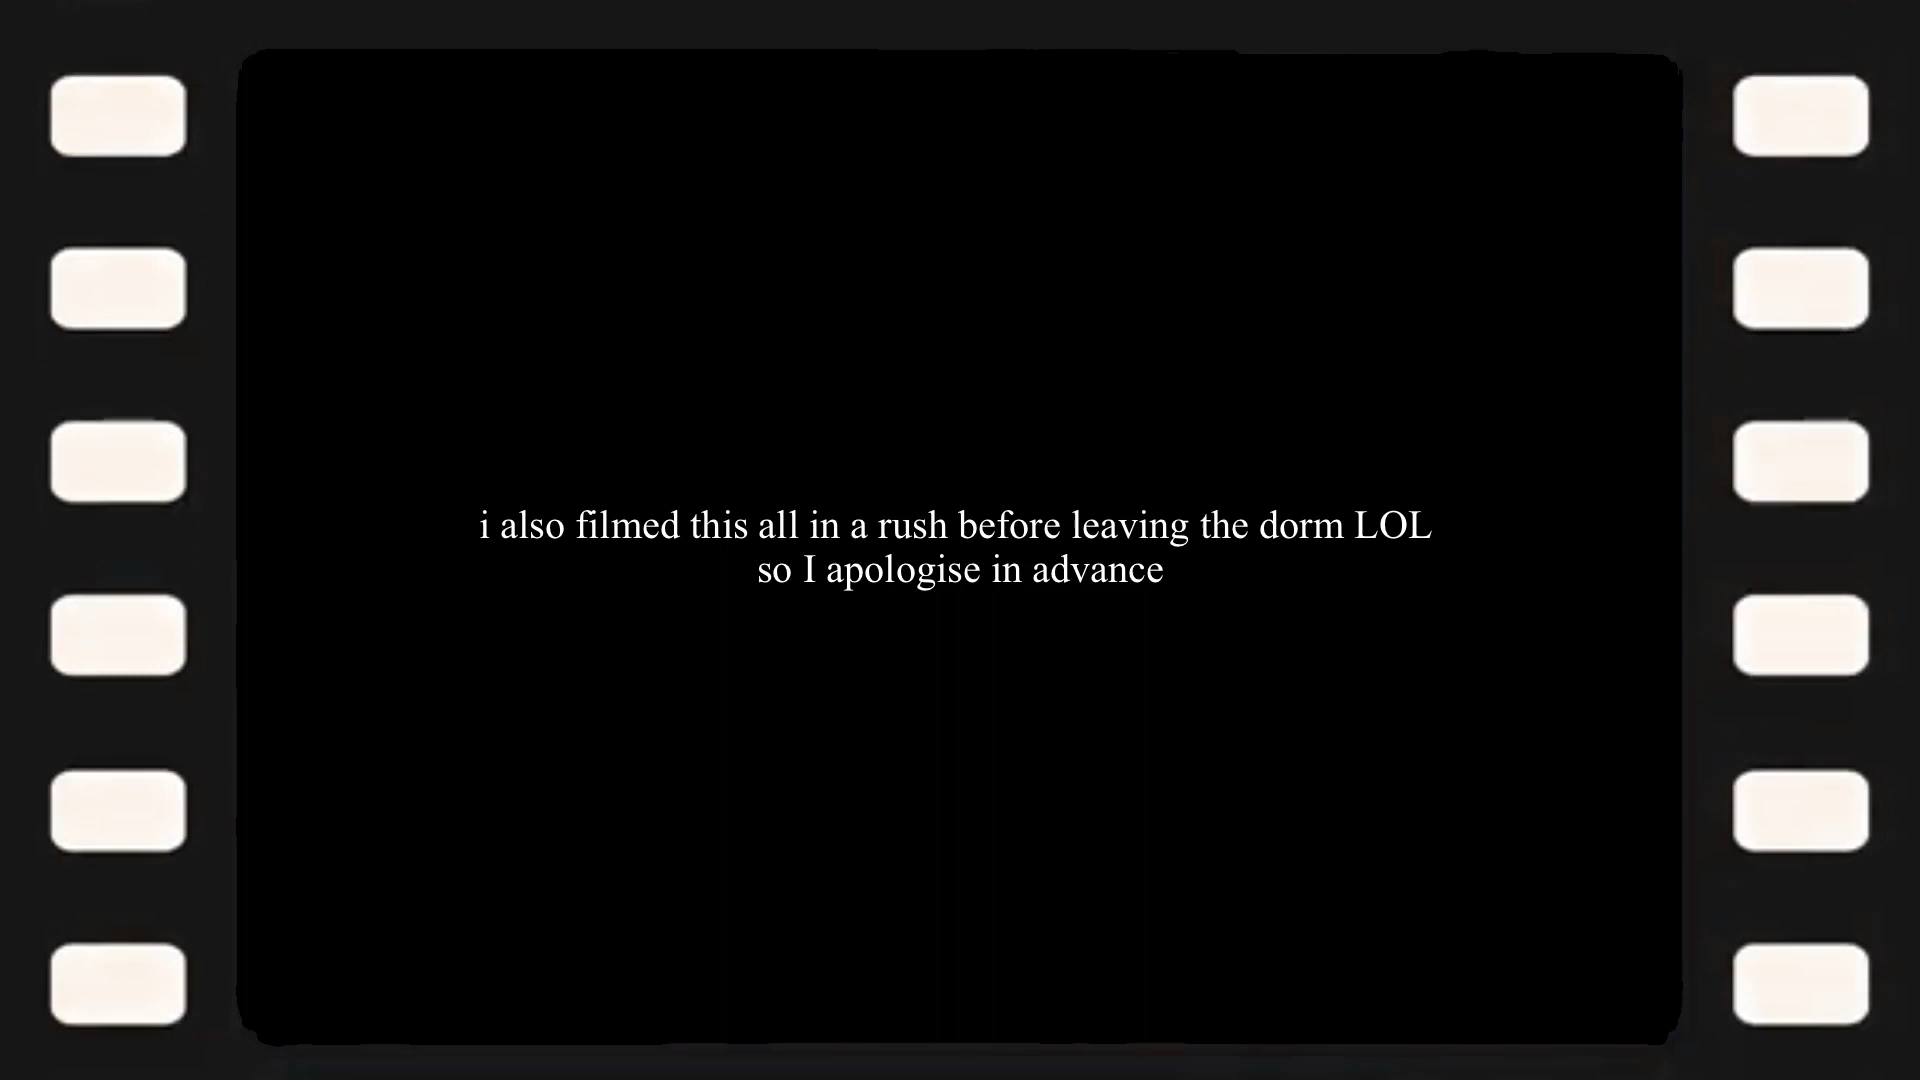 i also filmed this all in a rush before leaving the dorm LOL
so I apologise in advance